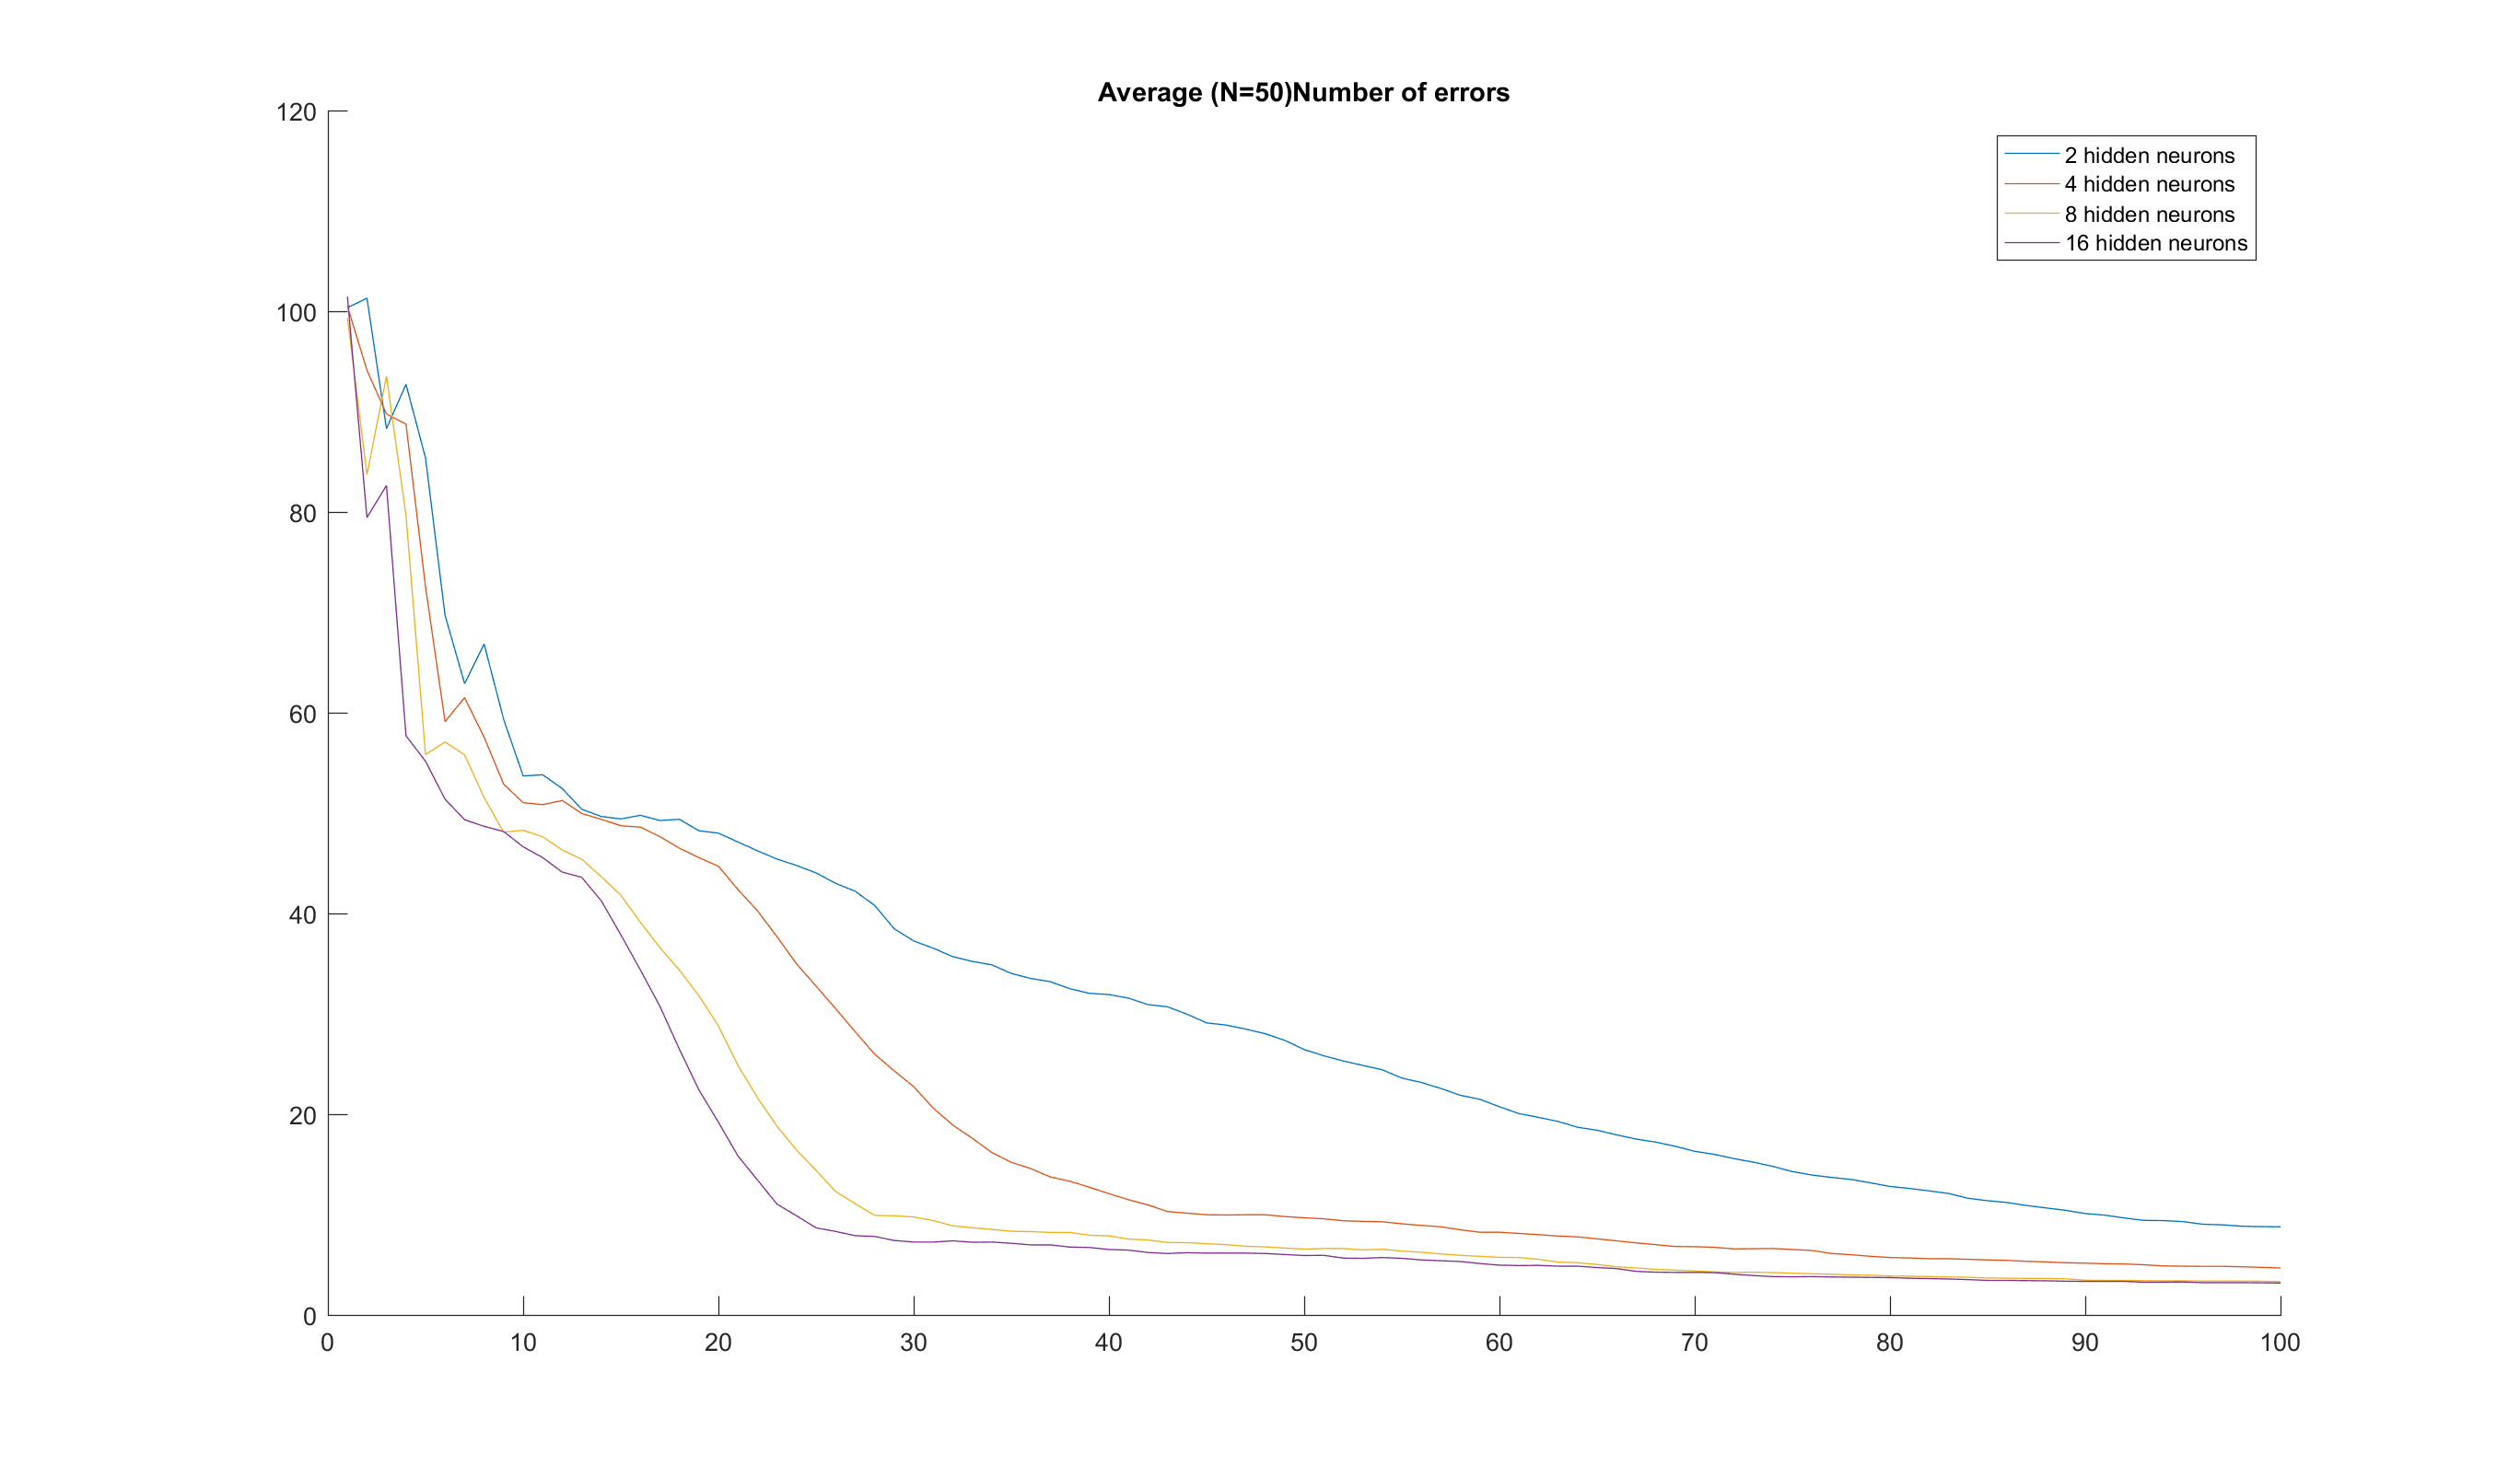 Average (N=50)Number of errors
120
100
80
60
40
20
0
2 hidden neurons
4 hidden neurons
8 hidden neurons
16 hidden neurons
0 10 20 30 40 50 60 70 80 90 100